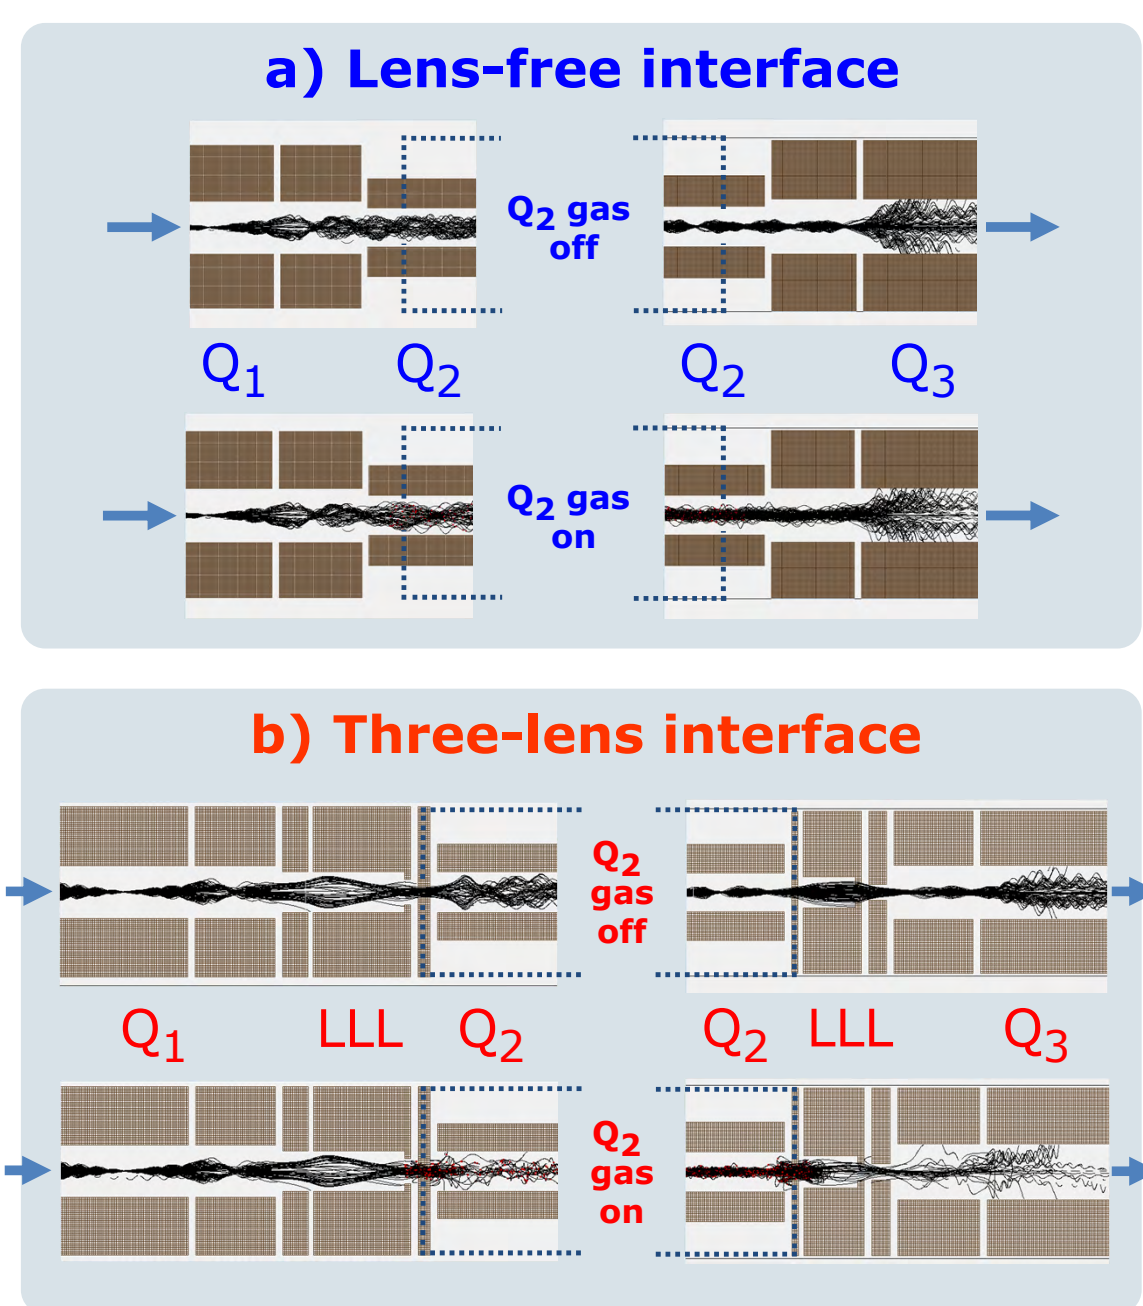 a) Lens-free interface
Q2 gas
off
Q1 Q2 Q2 Q3
Q2 gas
on
b) Three-lens interface
Q2
gas
off
Q1 LLL Q2 Q2 LLL Q3
Q2
gas
on